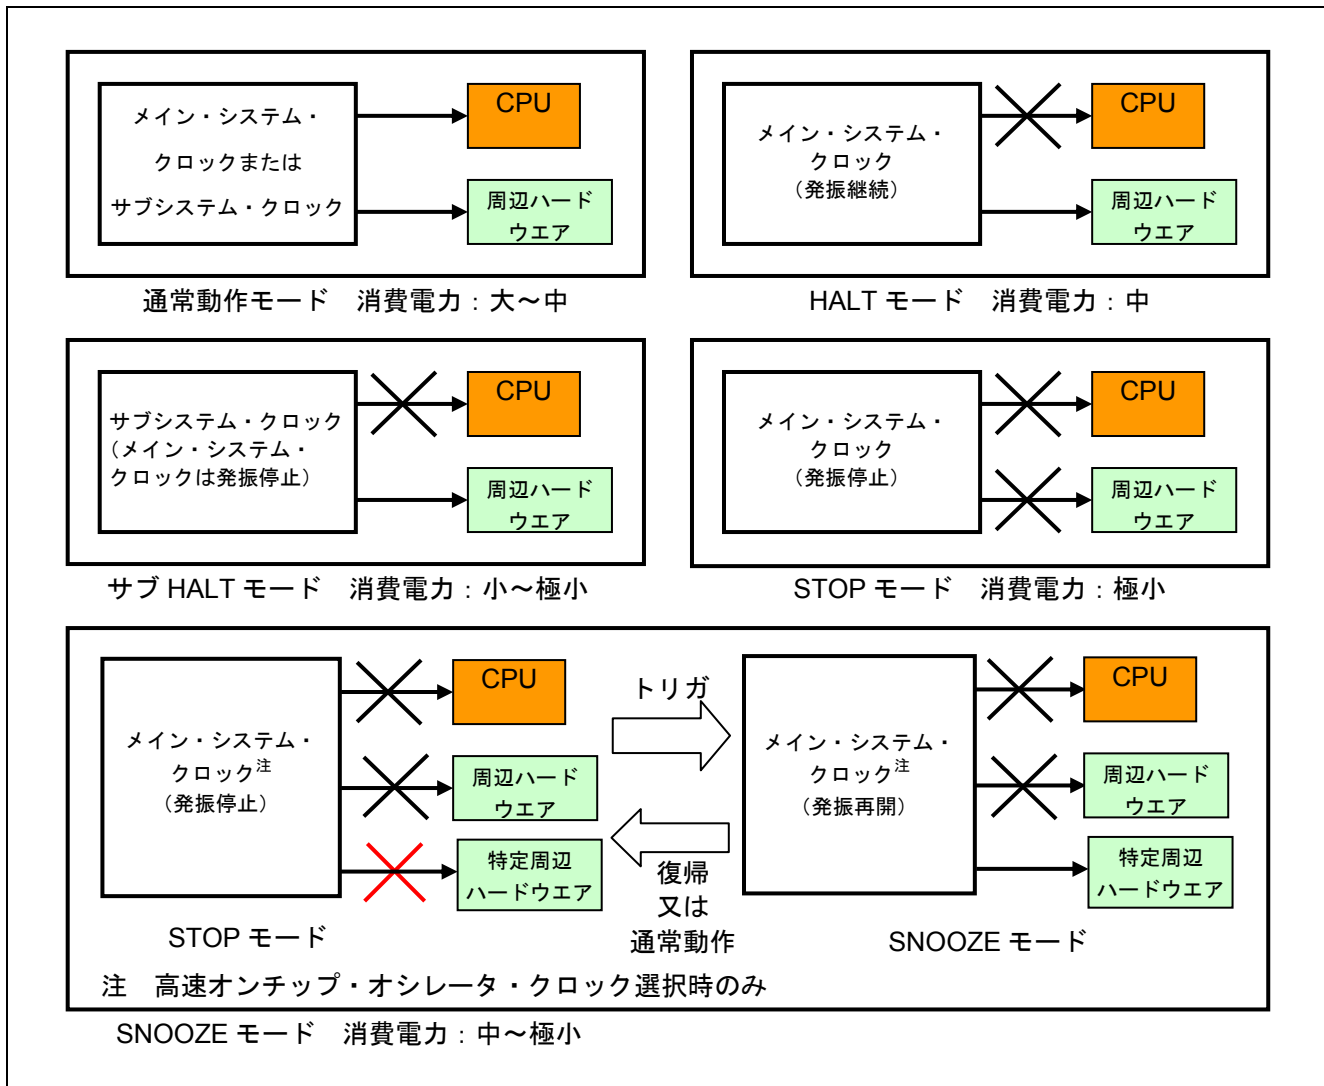 メイン・システム・
クロックまたは
サブシステム・クロック
CPU
周辺ハード
ウエア
通常動作モード　消費電力：大～中
メイン・システム・
クロック
（発振継続）
CPU
周辺ハード
ウエア
HALT モード　消費電力：中
サブシステム・クロック
（メイン・システム・
クロックは発振停止）
CPU
周辺ハード
ウエア
サブ HALT モード　消費電力：小～極小
メイン・システム・
クロック
（発振停止）
CPU
周辺ハード
ウエア
STOP モード　消費電力：極小
メイン・システム・
クロック注
（発振停止）
CPU
周辺ハード
ウエア
特定周辺
ハードウエア
STOP モード
トリガ
復帰
又は
通常動作
メイン・システム・
クロック注
（発振再開）
CPU
周辺ハード
ウエア
特定周辺
ハードウエア
SNOOZE モード
注　高速オンチップ・オシレータ・クロック選択時のみ
SNOOZE モード　消費電力：中～極小